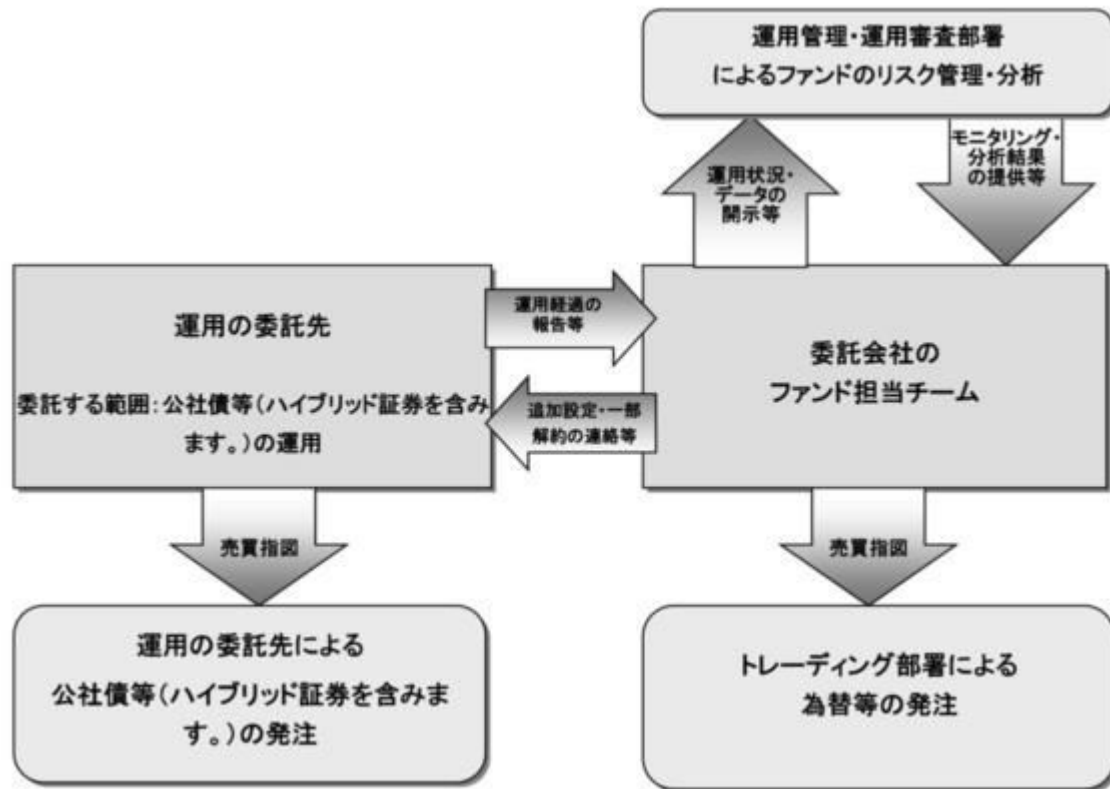 運用管理・運用審査部署
によるファンドのリスク管理・分析
運用状況・
データの
開示等
モニタリング・
分析結果
の提供等
運用の委託先
委託する範囲：公社債等（ハイブリッド証券を含み
ます。）の運用
運用経過の
報告等
追加設定・一部
解約の連絡等
委託会社の
ファンド担当チーム
売買指図
売買指図
運用の委託先による
公社債等（ハイブリッド証券を含みま
す。）の発注
トレーディング部署による
為替等の発注